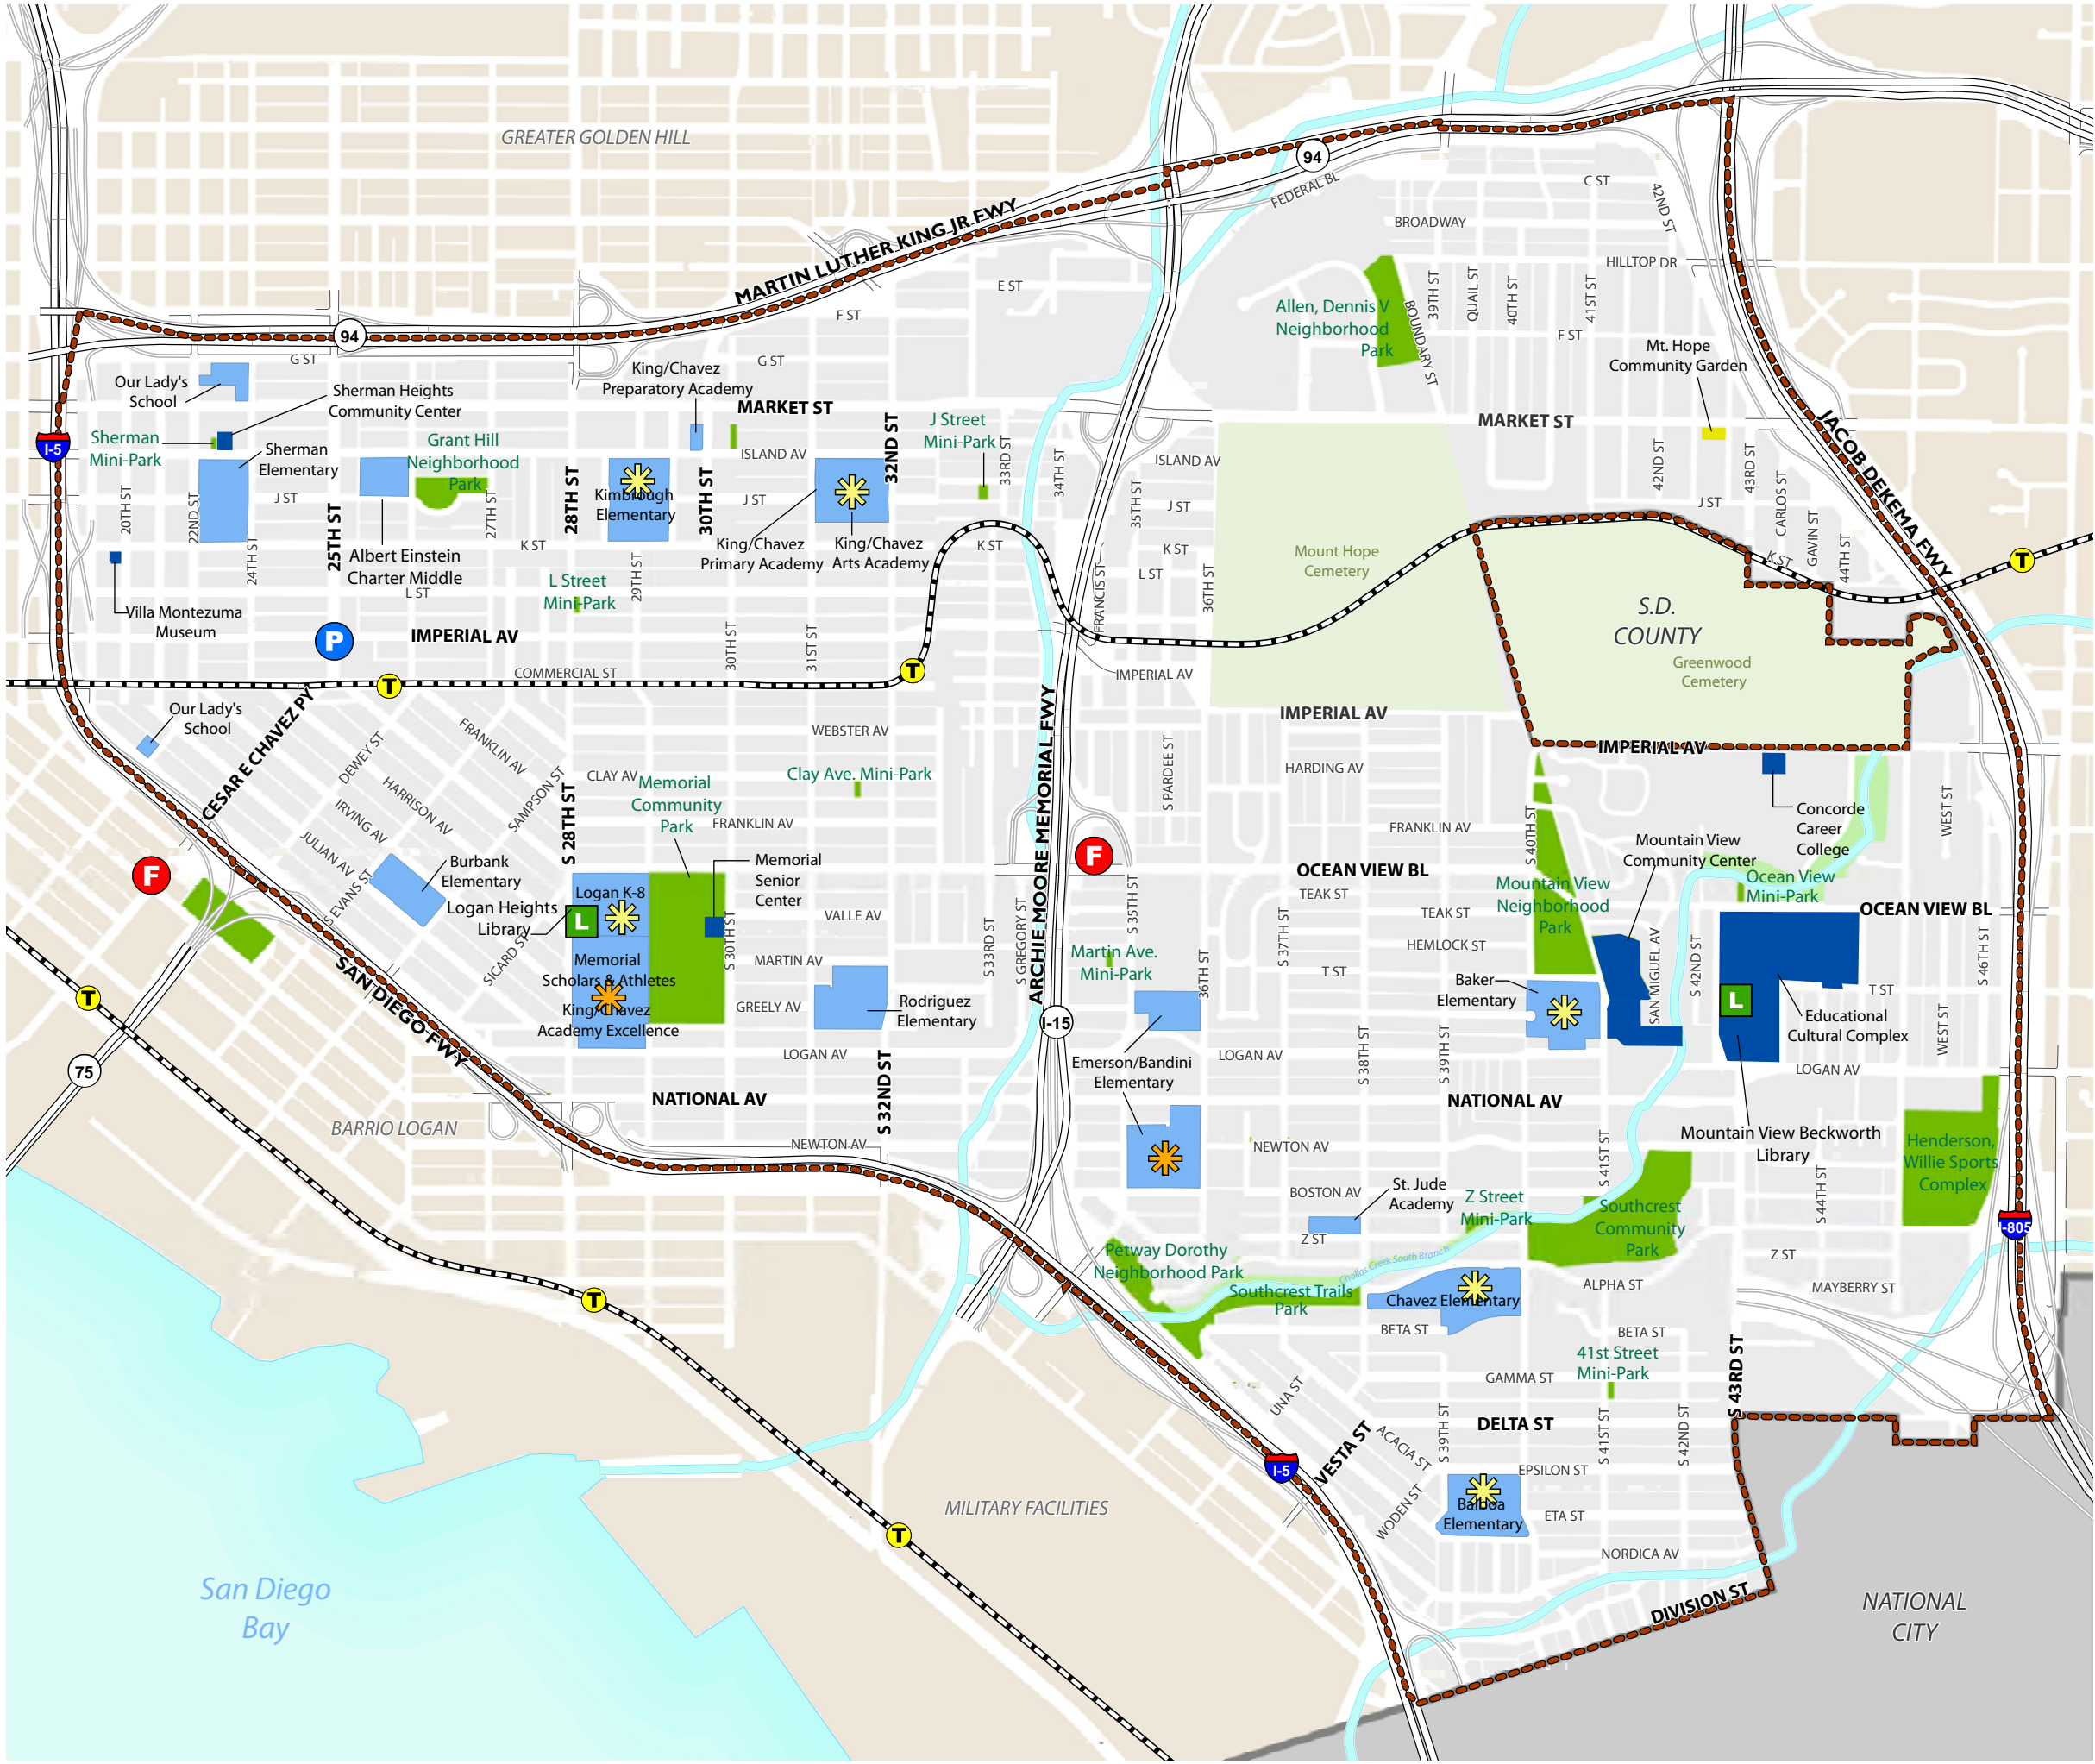 GREATER GOLDEN HILL
94
FEDERAL BL
C ST
42ND ST
BROADWAY
MARTIN LUTHER KING JR FWY
HILLTOP DR
E ST
F ST
Allen, Dennis V
Neighborhood
Park
BOUNDARY ST
39TH ST
QUAIL ST
40TH ST
41ST ST
F ST
94
G ST
G ST
Mt. Hope
Community Garden
Our Lady's
School
Sherman Heights
Community Center
King/Chavez
Preparatory Academy
MARKET ST
MARKET ST
JACOB DEKEMA FWY
I-5
Sherman
Mini-Park
Sherman
Elementary
Grant Hill
Neighborhood
Park
32ND ST
J Street
Mini-Park
33RD ST
34TH ST
ISLAND AV
ISLAND AV
42ND ST
43RD ST
CARLOS ST
GAVIN ST
44TH ST
20TH ST
22ND ST
J ST
24TH ST
25TH ST
27TH ST
28TH ST
Kimbrough
Elementary
30TH ST
J ST
35TH ST
J ST
J ST
K ST
K ST
K ST
K ST
Albert Einstein
Charter Middle
L ST
L Street
Mini-Park
29TH ST
King/Chavez
Primary Academy
King/Chavez
Arts Academy
L ST
FRANCIS ST
36TH ST
Mount Hope
Cemetery
T
Villa Montezuma
Museum
P
IMPERIAL AV
30TH ST
31ST ST
S.D.
COUNTY
Greenwood
Cemetery
COMMERCIAL ST
T
T
IMPERIAL AV
Our Lady's
School
CESAR E CHAVEZ PY
DEWEY ST
FRANKLIN AV
WEBSTER AV
ARCHIE MOORE MEMORIAL FWY
IMPERIAL AV
IMPERIAL AV
S PARDEE ST
HARDING AV
IRVING AV
HARRISON AV
SAMPSON ST
CLAY AV
S 28TH ST
Memorial
Community
Park
Clay Ave. Mini-Park
FRANKLIN AV
FRANKLIN AV
S 40TH ST
Concorde
Career
College
WEST ST
JULIAN AV
F
S EVANS ST
Burbank
Elementary
Logan Heights
Library
L
Logan K-8
Memorial
Senior
Center
F
OCEAN VIEW BL
TEAK ST
TEAK ST
Mountain View
Community Center
Mountain View
Neighborhood
Park
Ocean View
Mini-Park
OCEAN VIEW BL
S 35TH ST
VALLE AV
S 30TH ST
S 33RD ST
S GREGORY ST
S 37TH ST
HEMLOCK ST
SAN MIGUEL AV
S 42ND ST
S 46TH ST
SICARD ST
Memorial
Scholars & Athletes
King/Chavez
Academy Excellence
MARTIN AV
Martin Ave.
Mini-Park
36TH ST
T ST
Baker
Elementary
L
T ST
T
SAN DIEGO FWY
GREELY AV
Rodriguez
Elementary
I-15
Educational
Cultural Complex
WEST ST
75
LOGAN AV
Emerson/Bandini
Elementary
LOGAN AV
S 38TH ST
S 39TH ST
LOGAN AV
NATIONAL AV
S 32ND ST
NATIONAL AV
BARRIO LOGAN
NEWTON AV
NEWTON AV
S 41ST ST
Mountain View Beckworth
Library
Henderson,
Willie Sports
Complex
S 44TH ST
BOSTON AV
St. Jude
Academy
Z Street
Mini-Park
Southcrest
Community
Park
I-805
Z ST
Z ST
Petway Dorothy
Neighborhood Park
Chollas Creek South Branch
Southcrest Trails
Park
Chavez Elementary
ALPHA ST
MAYBERRY ST
T
BETA ST
BETA ST
41st Street
Mini-Park
S 43RD ST
GAMMA ST
UNA ST
VESTA ST
ACACIA ST
S 39TH ST
DELTA ST
S 41ST ST
S 42ND ST
I-5
EPSILON ST
WODEN ST
Balboa
Elementary
ETA ST
MILITARY FACILITIES
T
NORDICA AV
San Diego
Bay
DIVISION ST
NATIONAL
CITY